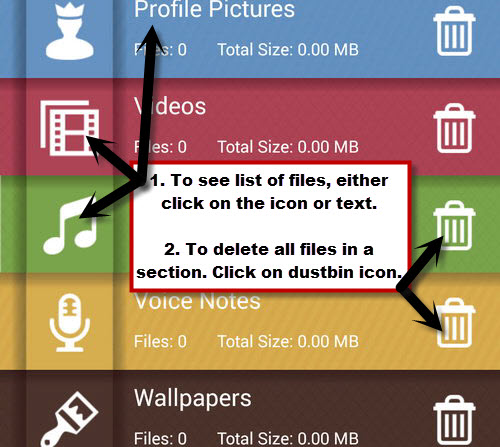 Profile Pictures
Files: 0 Total Size: 0.00 MB
Videos
Files: 0 Total Size: 0.00 MB
1. To see list of files, either
click on the icon or text.
2. To delete all files in a
section. Click on dustbin icon.
Voice Notes
Files: 0 Total Size: 0.00 MB
Wallpapers
Files: 0 Total Size: 0.00 MB